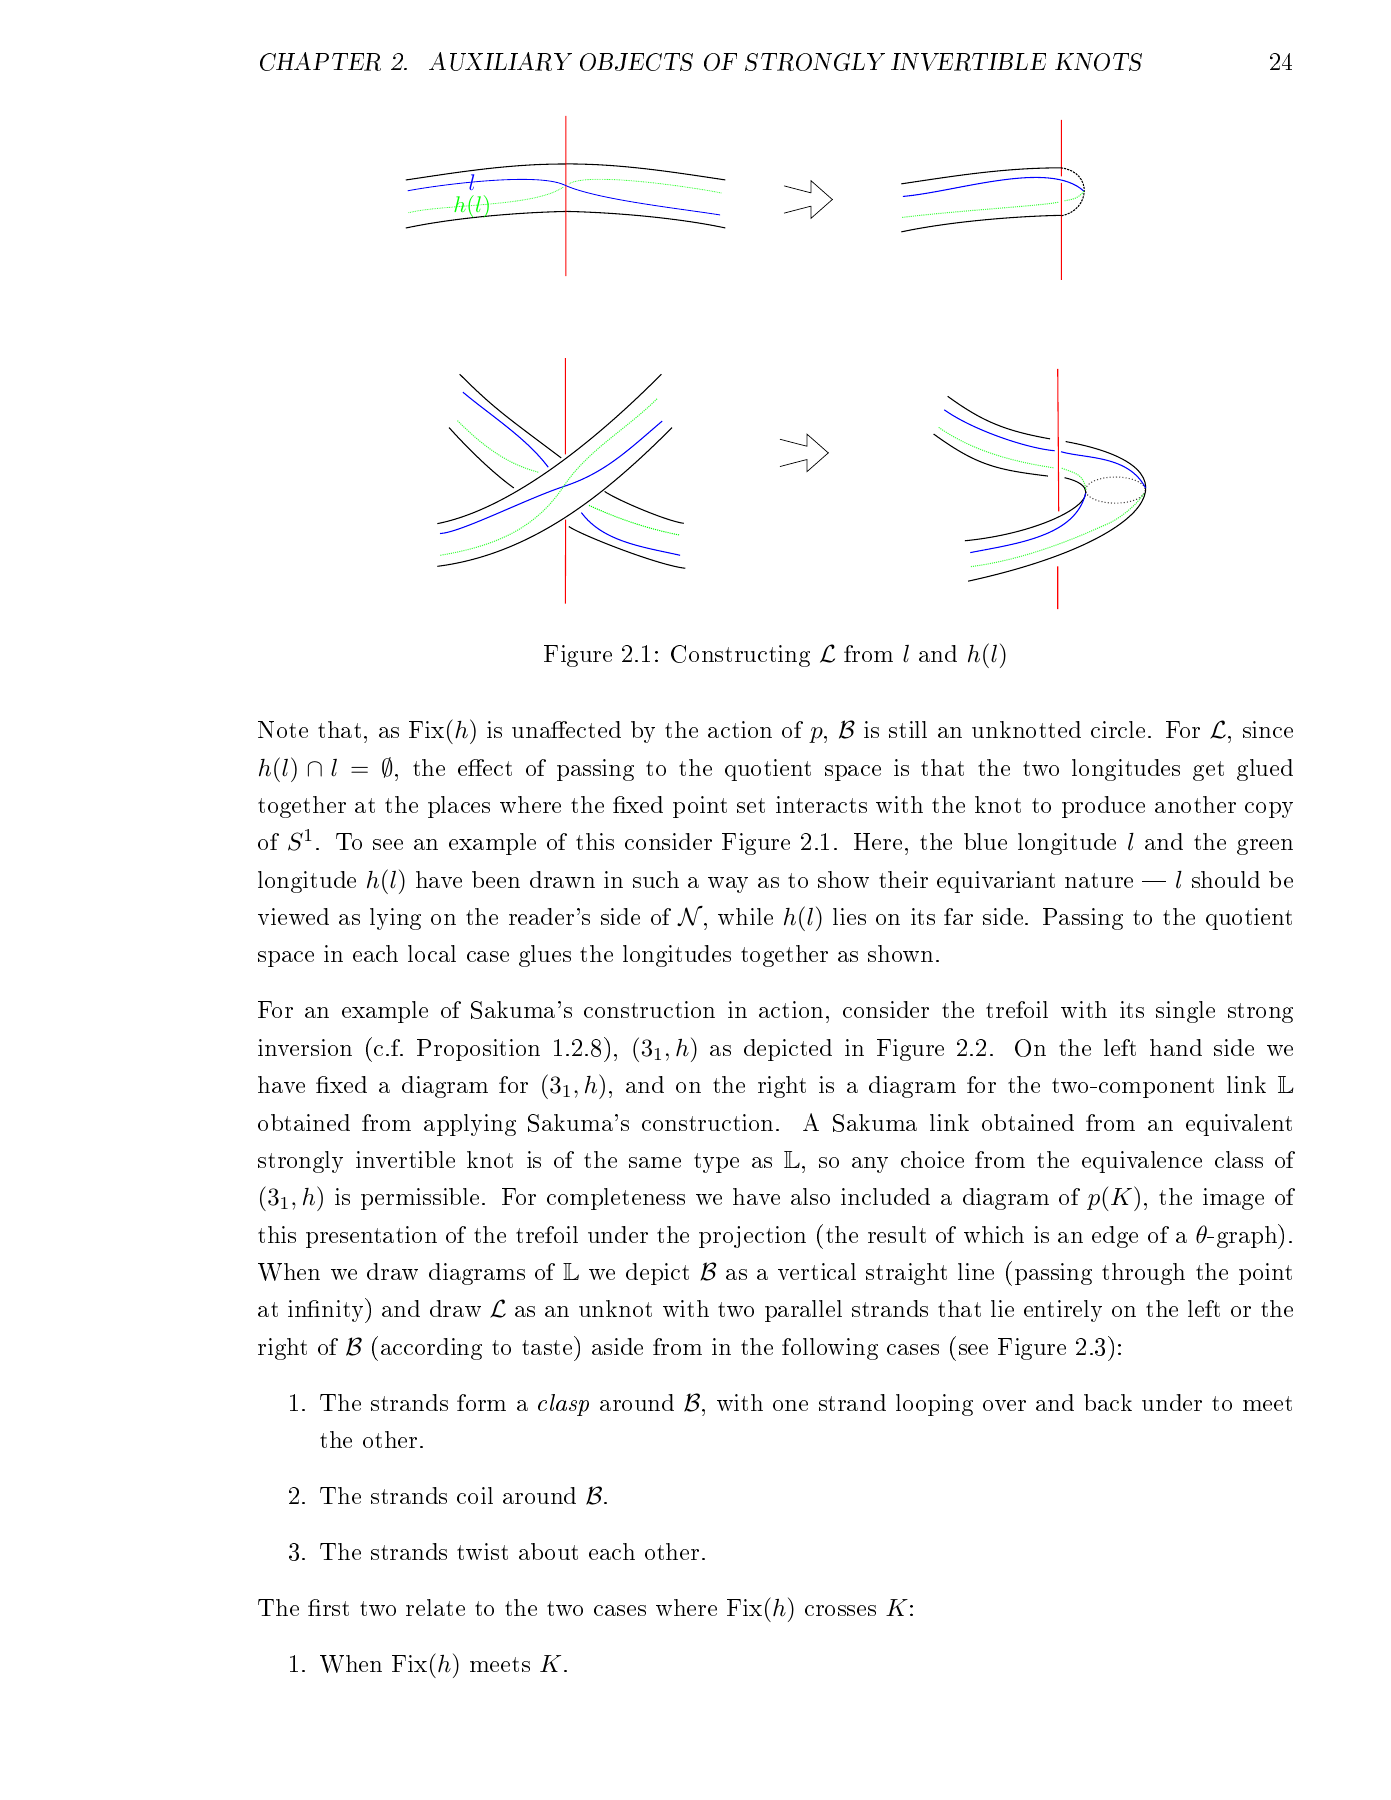 CHAPTER 2. AUXILIARY OBJECTS OF STRONGLY INVERTIBLE KNOTS 24
l
h(l)
Figure 2.1: Constructing ℒ from l and h(l)
Note that, as Fix(h) is unaffected by the action of p, ℬ is still an unknotted circle. For ℒ, since
h(l) ∩ l = ∅, the effect of passing to the quotient space is that the two longitudes get glued
together at the places where the fixed point set interacts with the knot to produce another copy
of S¹. To see an example of this consider Figure 2.1. Here, the blue longitude l and the green
longitude h(l) have been drawn in such a way as to show their equivariant nature — l should be
viewed as lying on the reader's side of 𝒩, while h(l) lies on its far side. Passing to the quotient
space in each local case glues the longitudes together as shown.
For an example of Sakuma's construction in action, consider the trefoil with its single strong
inversion (c.f. Proposition 1.2.8), (3₁, h) as depicted in Figure 2.2. On the left hand side we
have fixed a diagram for (3₁, h), and on the right is a diagram for the two-component link 𝕃
obtained from applying Sakuma's construction. A Sakuma link obtained from an equivalent
strongly invertible knot is of the same type as 𝕃, so any choice from the equivalence class of
(3₁, h) is permissible. For completeness we have also included a diagram of p(K), the image of
this presentation of the trefoil under the projection (the result of which is an edge of a θ-graph).
When we draw diagrams of 𝕃 we depict ℬ as a vertical straight line (passing through the point
at infinity) and draw ℒ as an unknot with two parallel strands that lie entirely on the left or the
right of ℬ (according to taste) aside from in the following cases (see Figure 2.3):
1. The strands form a clasp around ℬ, with one strand looping over and back under to meet
the other.
2. The strands coil around ℬ.
3. The strands twist about each other.
The first two relate to the two cases where Fix(h) crosses K:
1. When Fix(h) meets K.